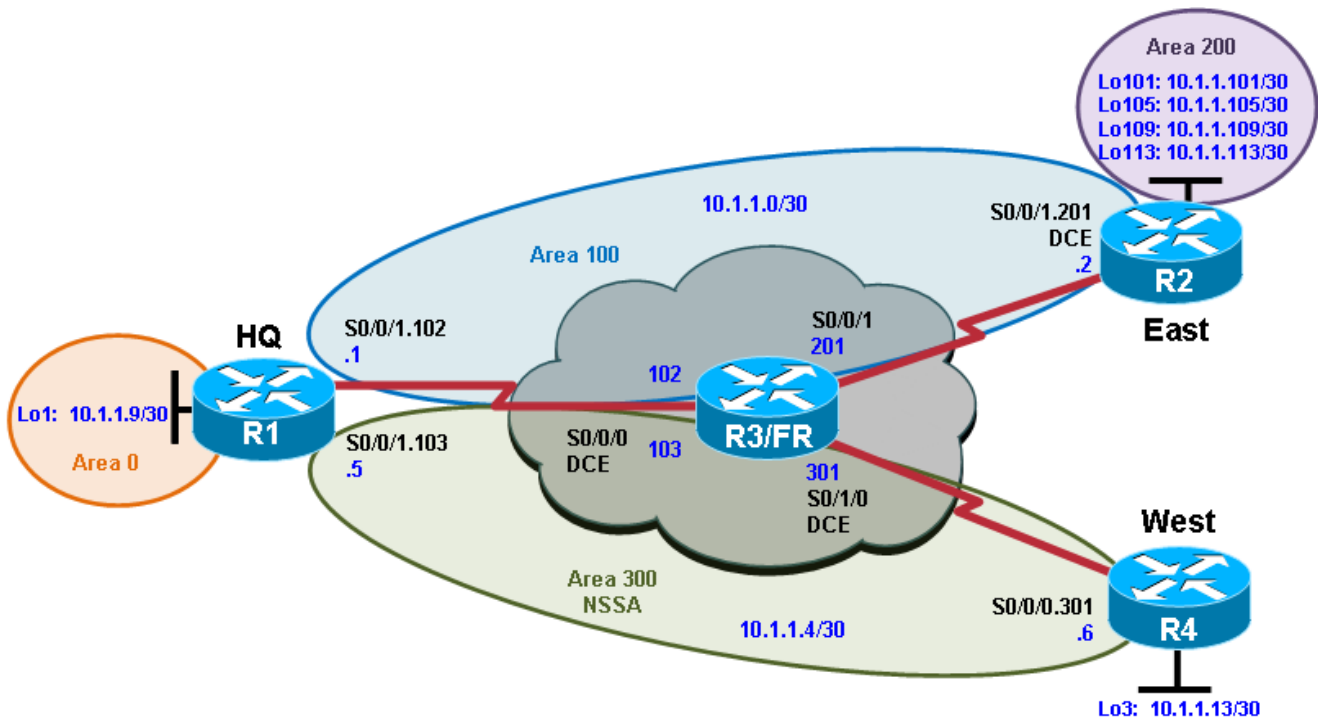 Area 200
Lo101: 10.1.1.101/30
Lo105: 10.1.1.105/30
Lo109: 10.1.1.109/30
Lo113: 10.1.1.113/30
10.1.1.0/30
S0/0/1.201
DCE
.2
R2
East
Area 100
HQ
S0/0/1.102
.1
S0/0/1
201
102
Lo1: 10.1.1.9/30
R1
Area 0
R3/FR
S0/0/1.103
.5
S0/0/0
DCE
103
301
S0/1/0
DCE
West
Area 300
NSSA
10.1.1.4/30
S0/0/0.301
.6
R4
Lo3: 10.1.1.13/30